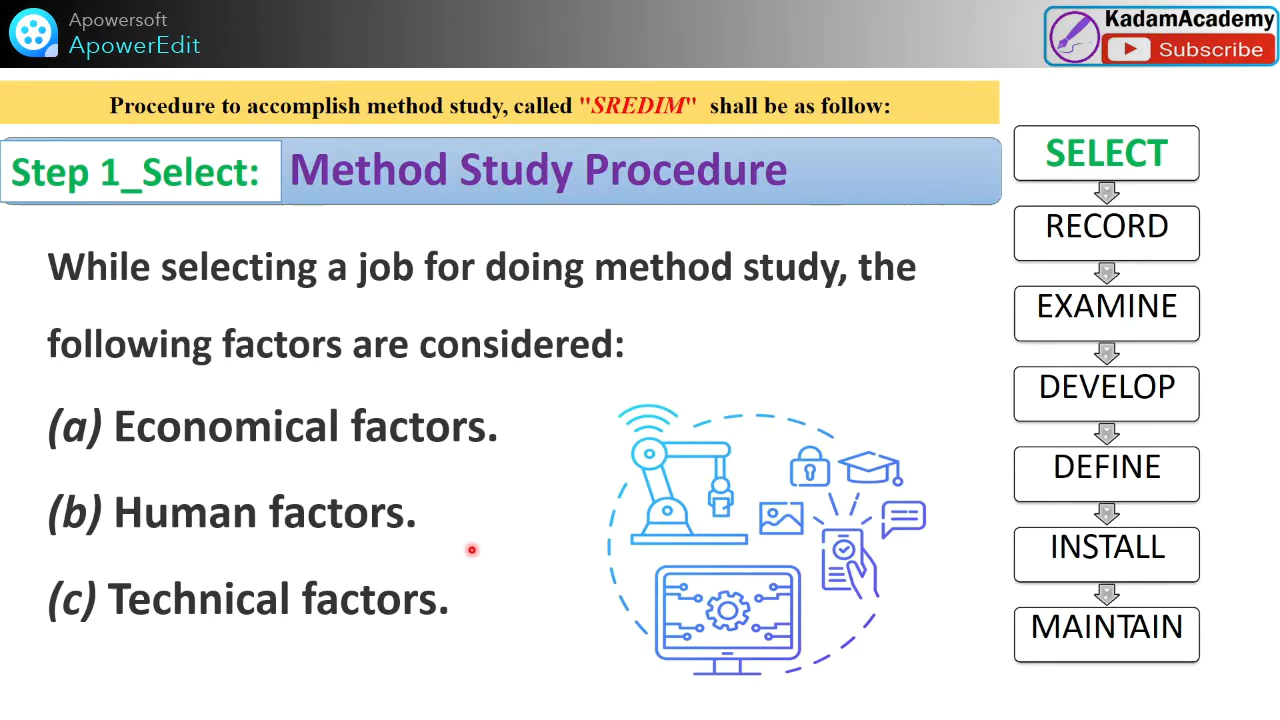 Apowersoft
ApowerEdit
KadamAcademy
Subscribe
Procedure to accomplish method study, called "SREDIM" shall be as follow:
Step 1_Select:
Method Study Procedure
While selecting a job for doing method study, the
following factors are considered:
(a) Economical factors.
(b) Human factors.
(c) Technical factors.
SELECT
RECORD
EXAMINE
DEVELOP
DEFINE
INSTALL
MAINTAIN